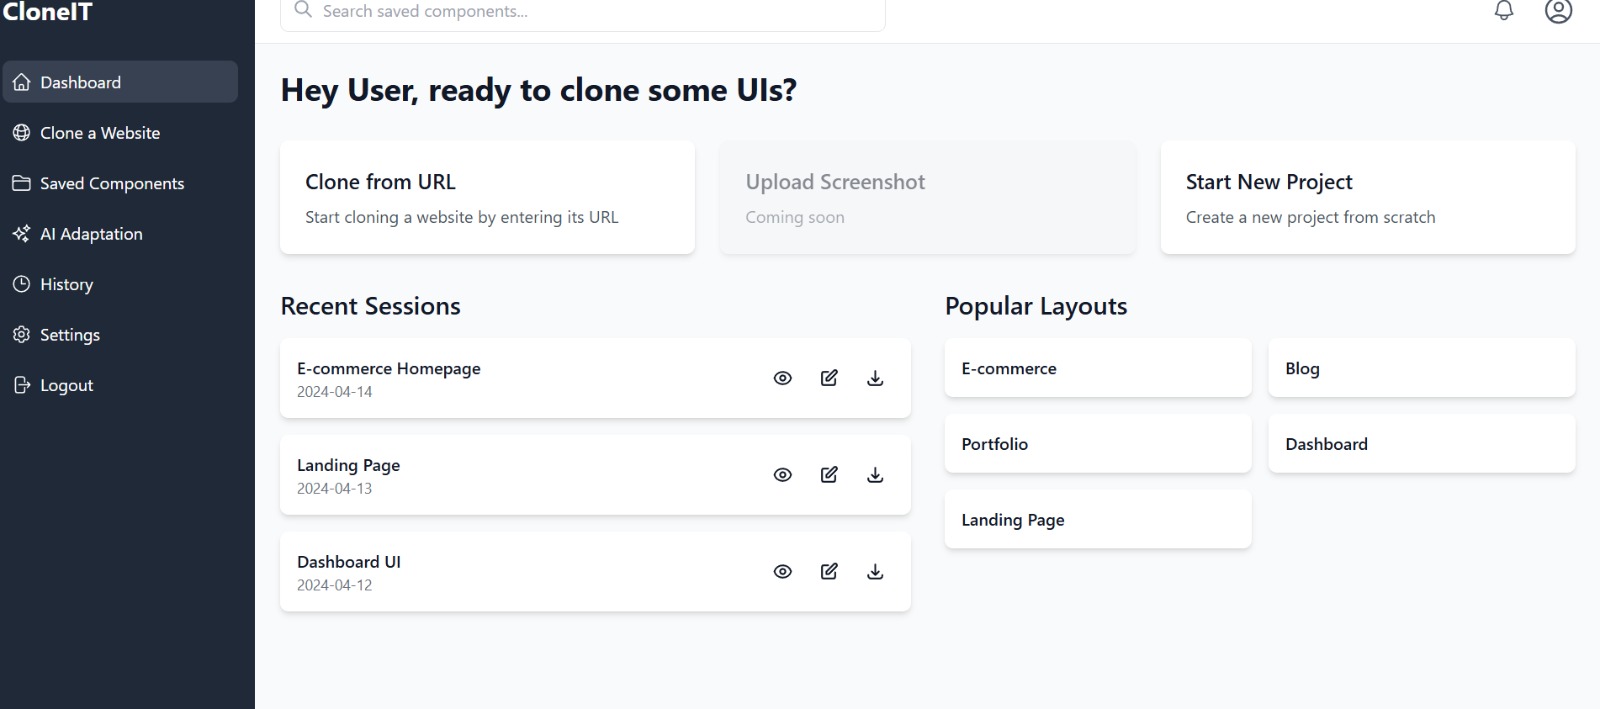 CloneIT
Dashboard
Clone a Website
Saved Components
AI Adaptation
History
Settings
Logout
Search saved components...
Hey User, ready to clone some UIs?
Clone from URL
Start cloning a website by entering its URL
Upload Screenshot
Coming soon
Start New Project
Create a new project from scratch
Recent Sessions
E-commerce Homepage
2024-04-14
Landing Page
2024-04-13
Dashboard UI
2024-04-12
Popular Layouts
E-commerce
Blog
Portfolio
Dashboard
Landing Page